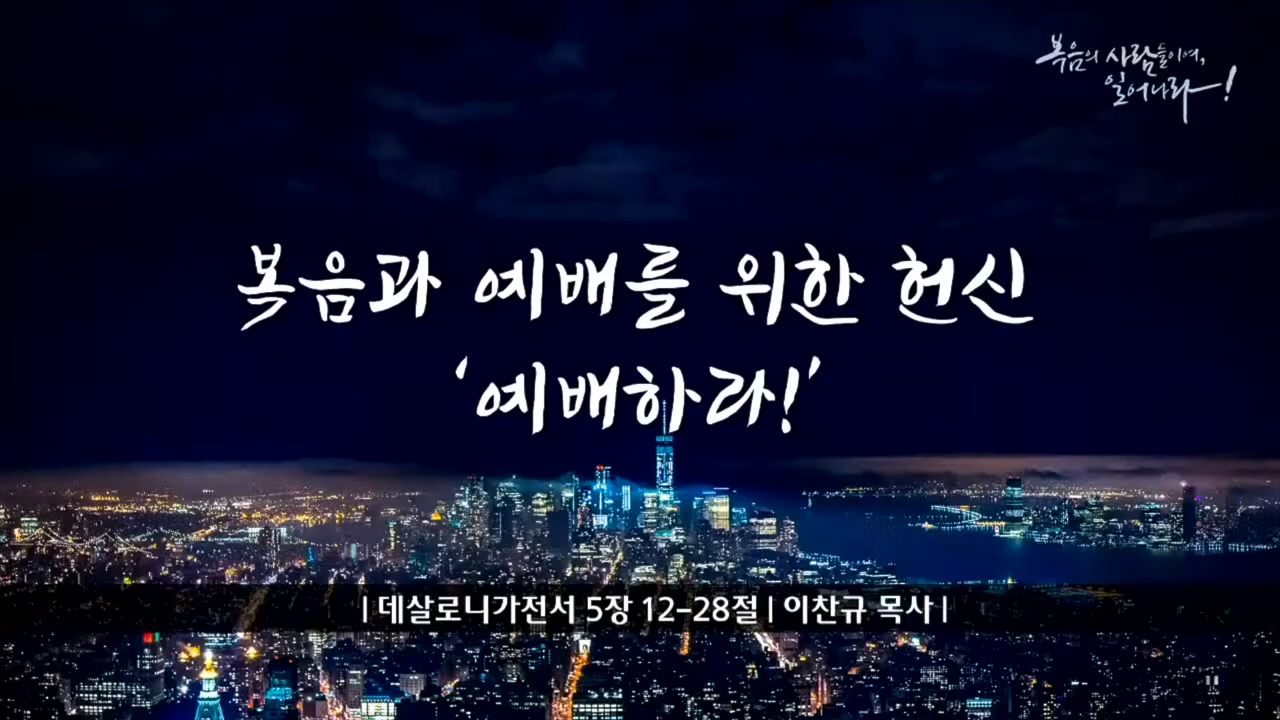 복음의 사람들이여,
일어나라!
복음과 예배를 위한 헌신
‘예배하라!’
| 데살로니가전서 5장 12-28절 | 이찬규 목사 |